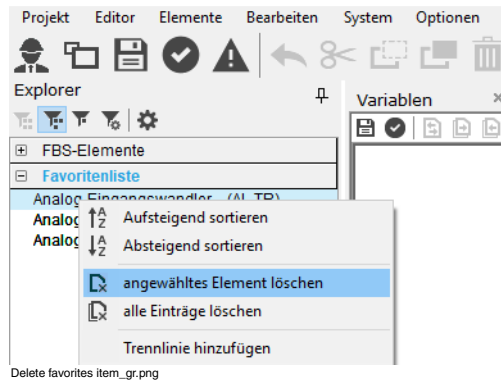 Projekt Editor Elemente Bearbeiten System Optionen
Explorer
Variablen
FBS-Elemente
Favoritenliste
Analog Eingangswandler (AI_TR)
Analog
Aufsteigend sortieren
Analog
Absteigend sortieren
angewähltes Element löschen
alle Einträge löschen
Trennlinie hinzufügen
Delete favorites item_gr.png